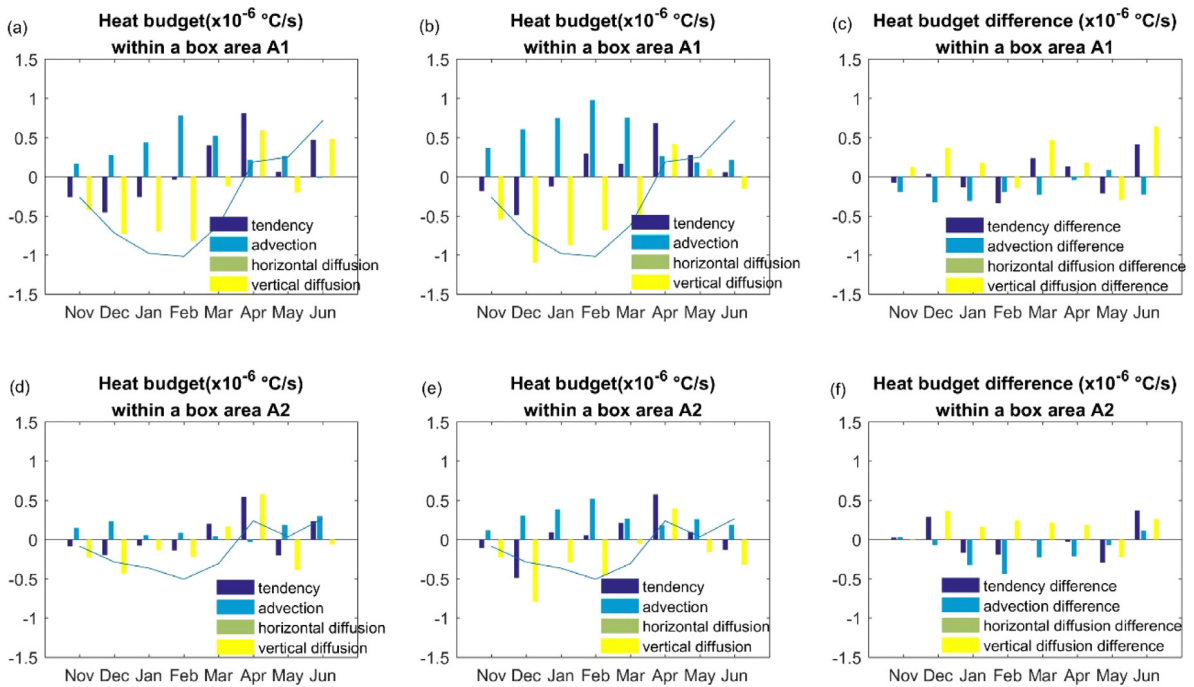 (a)
Heat budget(x10⁻⁶ °C/s)
within a box area A1
1.5
1
0.5
0
-0.5
-1
-1.5
tendency
advection
horizontal diffusion
vertical diffusion
Nov Dec Jan Feb Mar Apr May Jun
(b)
Heat budget(x10⁻⁶ °C/s)
within a box area A1
1.5
1
0.5
0
-0.5
-1
-1.5
tendency
advection
horizontal diffusion
vertical diffusion
Nov Dec Jan Feb Mar Apr May Jun
(c)
Heat budget difference (x10⁻⁶ °C/s)
within a box area A1
1.5
1
0.5
0
-0.5
-1
-1.5
tendency difference
advection difference
horizontal diffusion difference
vertical diffusion difference
Nov Dec Jan Feb Mar Apr May Jun
(d)
Heat budget(x10⁻⁶ °C/s)
within a box area A2
1.5
1
0.5
0
-0.5
-1
-1.5
tendency
advection
horizontal diffusion
vertical diffusion
Nov Dec Jan Feb Mar Apr May Jun
(e)
Heat budget(x10⁻⁶ °C/s)
within a box area A2
1.5
1
0.5
0
-0.5
-1
-1.5
tendency
advection
horizontal diffusion
vertical diffusion
Nov Dec Jan Feb Mar Apr May Jun
(f)
Heat budget difference (x10⁻⁶ °C/s)
within a box area A2
1.5
1
0.5
0
-0.5
-1
-1.5
tendency difference
advection difference
horizontal diffusion difference
vertical diffusion difference
Nov Dec Jan Feb Mar Apr May Jun